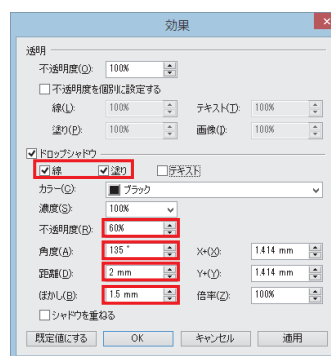 効果
透明
不透明度(O): 100%
不透明度を個別に設定する
線(L): 100% テキスト(T): 100%
塗り(P): 100% 画像(I): 100%
ドロップシャドウ
線 塗り テキスト
カラー(C): ブラック
濃度(S): 100%
不透明度(R): 60%
角度(A): 135° X+(X): 1.414 mm
距離(D): 2 mm Y+(Y): 1.414 mm
ぼかし(B): 1.5 mm 倍率(Z): 100%
シャドウを重ねる
既定値にする OK キャンセル 適用